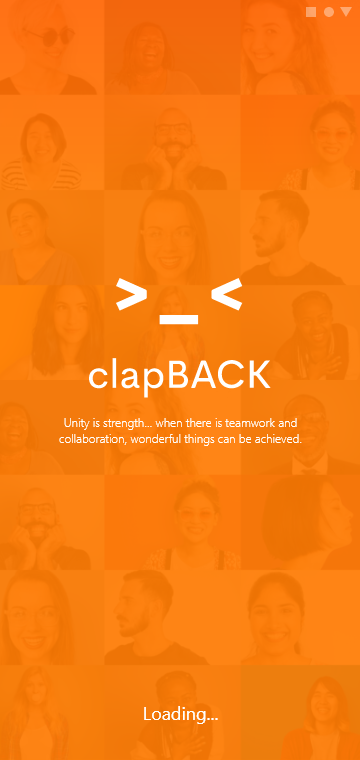 >_<
clapBACK
Unity is strength... when there is teamwork and
collaboration, wonderful things can be achieved.
Loading...